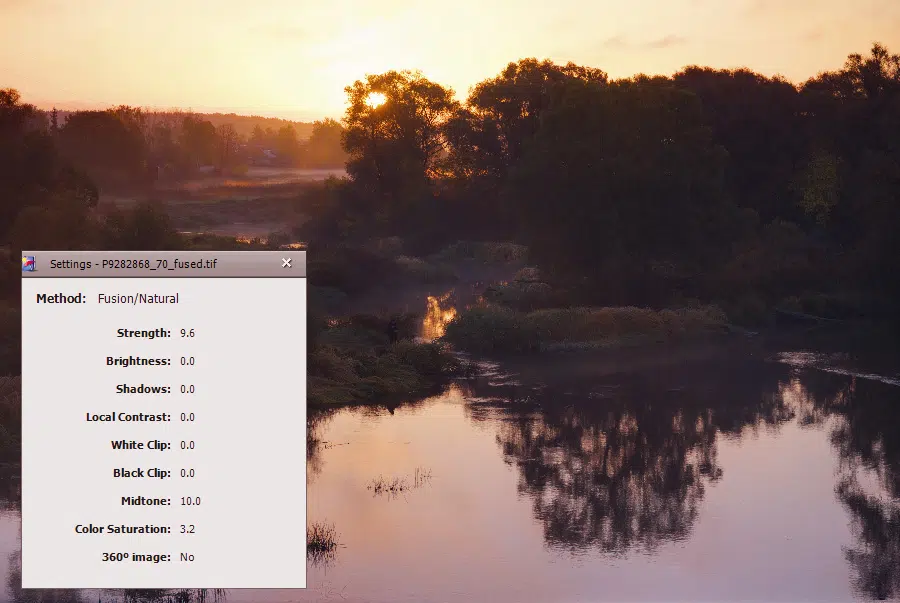 Settings - P9282868_70_fused.tif
Method: Fusion/Natural
Strength: 9.6
Brightness: 0.0
Shadows: 0.0
Local Contrast: 0.0
White Clip: 0.0
Black Clip: 0.0
Midtone: 10.0
Color Saturation: 3.2
360º image: No